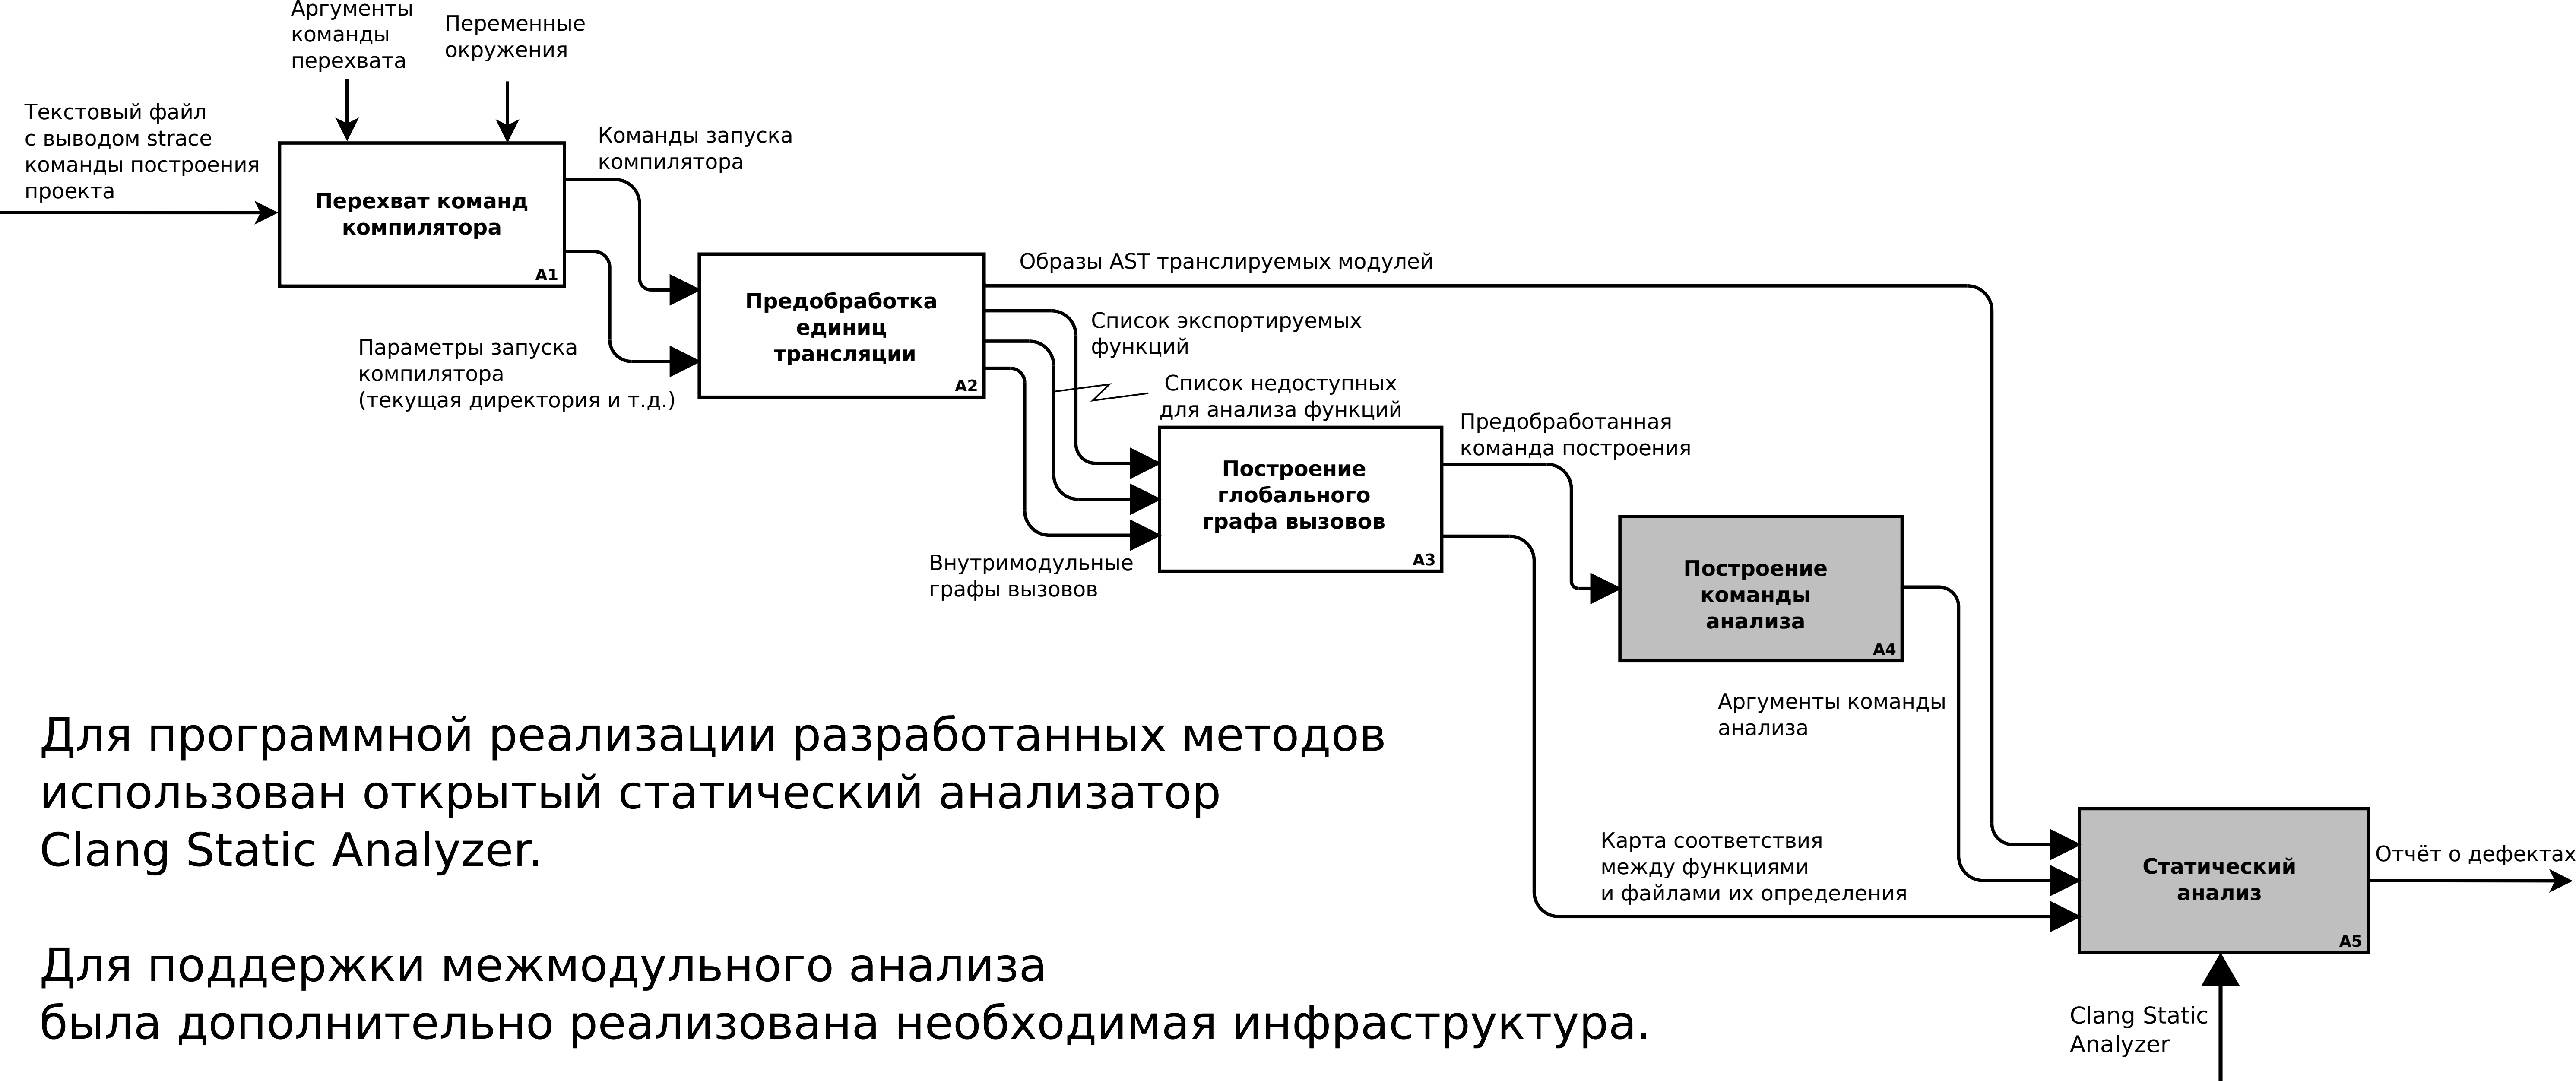 Аргументы
команды
перехвата
Переменные
окружения
Текстовый файл
с выводом strace
команды построения
проекта
Команды запуска
компилятора
Перехват команд
компилятора
A1
Образы AST транслируемых модулей
Предобработка
единиц
трансляции
A2
Параметры запуска
компилятора
(текущая директория и т.д.)
Список экспортируемых
функций
Список недоступных
для анализа функций
Предобработанная
команда построения
Построение
глобального
графа вызовов
A3
Внутримодульные
графы вызовов
Построение
команды
анализа
A4
Аргументы команды
анализа
Для программной реализации разработанных методов
использован открытый статический анализатор
Clang Static Analyzer.
Карта соответствия
между функциями
и файлами их определения
Статический
анализ
A5
Отчёт о дефектах
Для поддержки межмодульного анализа
была дополнительно реализована необходимая инфраструктура.
Clang Static
Analyzer